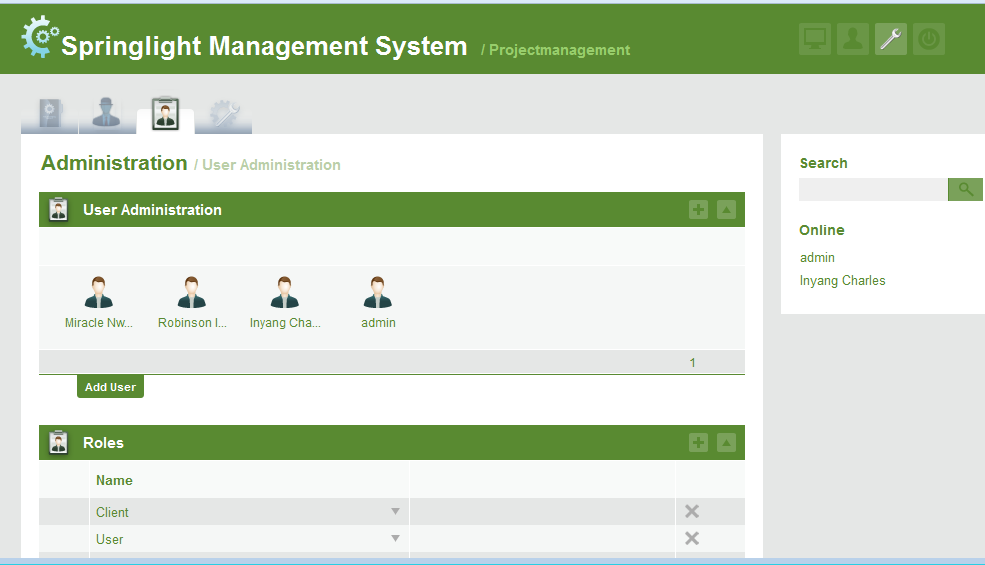 Springlight Management System / Projectmanagement
Administration / User Administration
User Administration
Miracle Nw... Robinson I... Inyang Cha... admin
1
Add User
Roles
Name
Client
User
Search
Online
admin
Inyang Charles